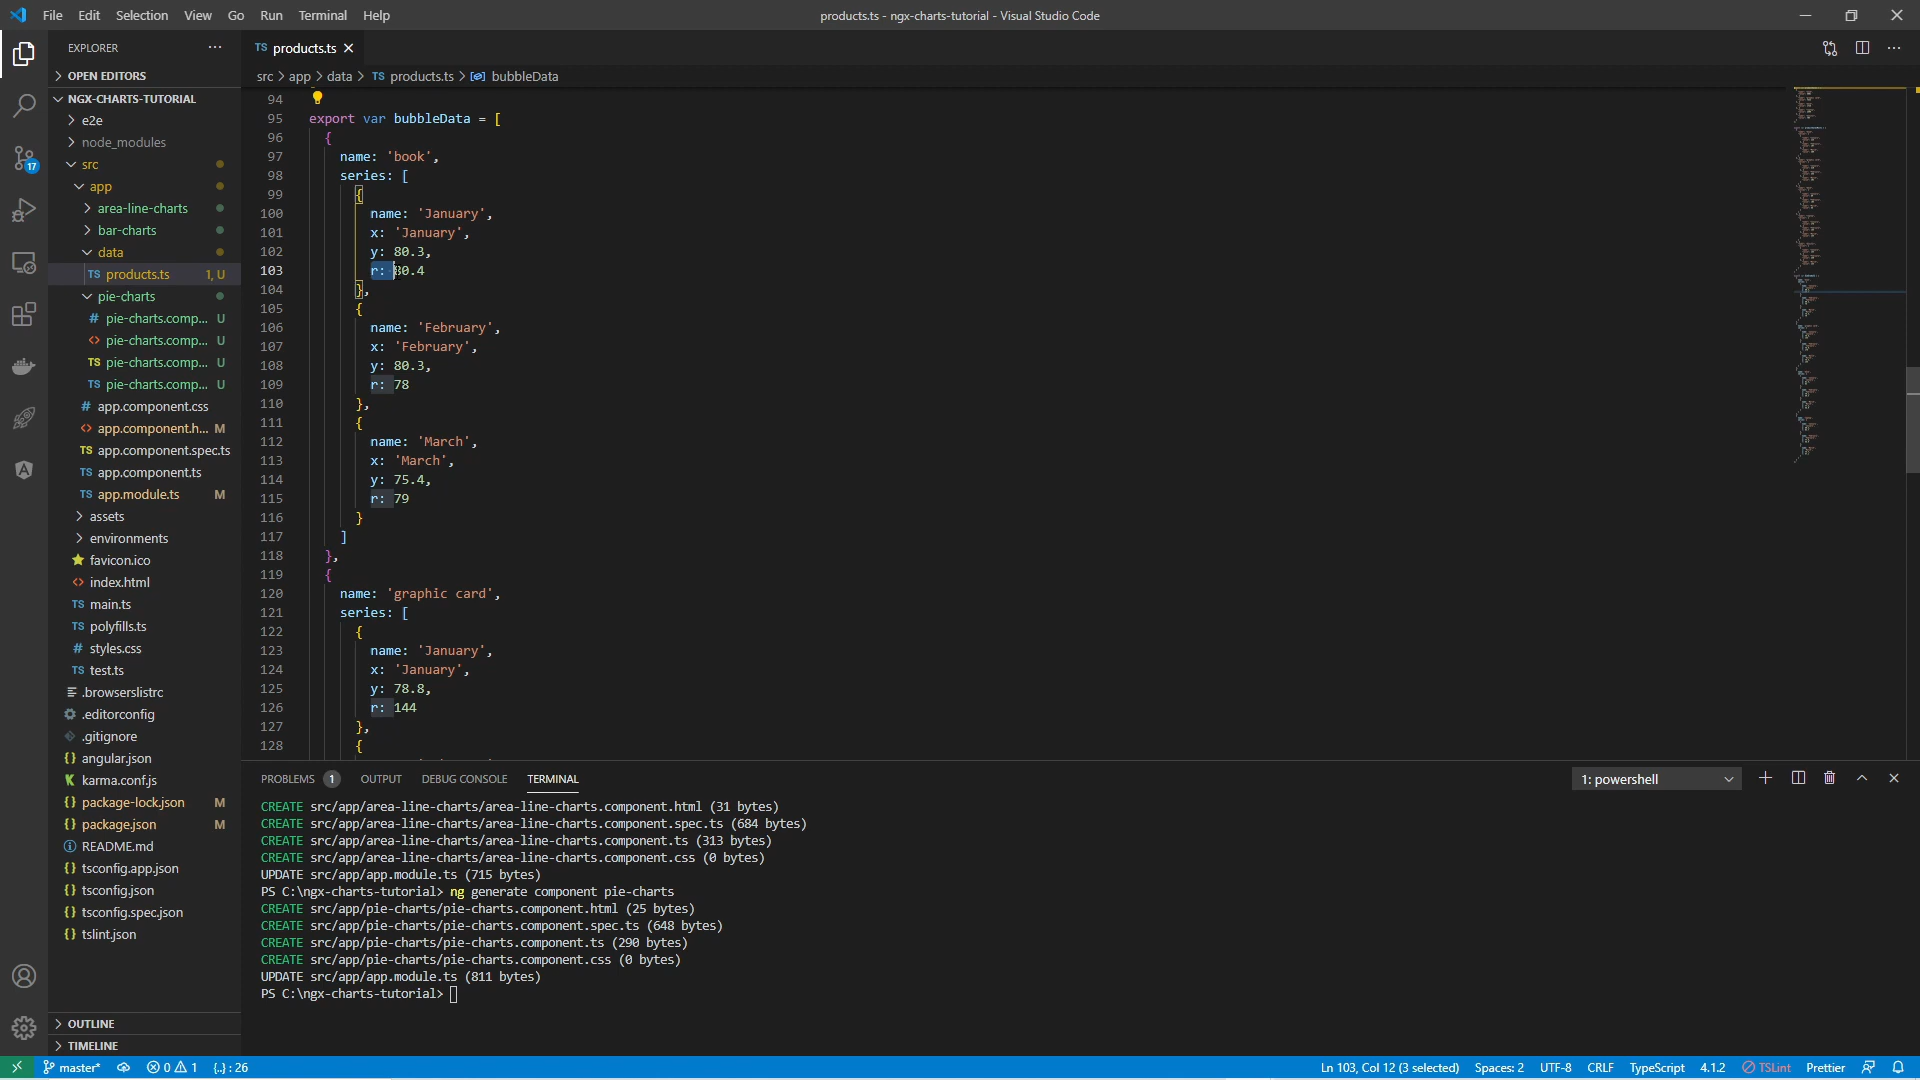 File Edit Selection View Go Run Terminal Help
products.ts - ngx-charts-tutorial - Visual Studio Code
EXPLORER
OPEN EDITORS
NGX-CHARTS-TUTORIAL
e2e
node_modules
src
app
area-line-charts
bar-charts
data
TS products.ts 1, U
pie-charts
# pie-charts.comp... U
<> pie-charts.comp... U
TS pie-charts.comp... U
TS pie-charts.comp... U
# app.component.css
<> app.component.h... M
TS app.component.spec.ts
TS app.component.ts
TS app.module.ts M
assets
environments
favicon.ico
<> index.html
TS main.ts
TS polyfills.ts
# styles.css
TS test.ts
.browserslistrc
.editorconfig
.gitignore
{} angular.json
karma.conf.js
{} package-lock.json M
{} package.json M
README.md
{} tsconfig.app.json
{} tsconfig.json
{} tsconfig.spec.json
{} tslint.json
OUTLINE
TIMELINE
17
TS products.ts
src > app > data > TS products.ts > bubbleData
94
95 export var bubbleData = [
96 {
97 name: 'book',
98 series: [
99 {
100 name: 'January',
101 x: 'January',
102 y: 80.3,
103 r: 80.4
104 },
105 {
106 name: 'February',
107 x: 'February',
108 y: 80.3,
109 r: 78
110 },
111 {
112 name: 'March',
113 x: 'March',
114 y: 75.4,
115 r: 79
116 }
117 ]
118 },
119 {
120 name: 'graphic card',
121 series: [
122 {
123 name: 'January',
124 x: 'January',
125 y: 78.8,
126 r: 144
127 },
128 {
PROBLEMS 1 OUTPUT DEBUG CONSOLE TERMINAL
1: powershell
CREATE src/app/area-line-charts/area-line-charts.component.html (31 bytes)
CREATE src/app/area-line-charts/area-line-charts.component.spec.ts (684 bytes)
CREATE src/app/area-line-charts/area-line-charts.component.ts (313 bytes)
CREATE src/app/area-line-charts/area-line-charts.component.css (0 bytes)
UPDATE src/app/app.module.ts (715 bytes)
PS C:\ngx-charts-tutorial> ng generate component pie-charts
CREATE src/app/pie-charts/pie-charts.component.html (25 bytes)
CREATE src/app/pie-charts/pie-charts.component.spec.ts (648 bytes)
CREATE src/app/pie-charts/pie-charts.component.ts (290 bytes)
CREATE src/app/pie-charts/pie-charts.component.css (0 bytes)
UPDATE src/app/app.module.ts (811 bytes)
PS C:\ngx-charts-tutorial>
master* 0 1 {..} : 26
Ln 103, Col 12 (3 selected) Spaces: 2 UTF-8 CRLF TypeScript 4.1.2 TSLint Prettier